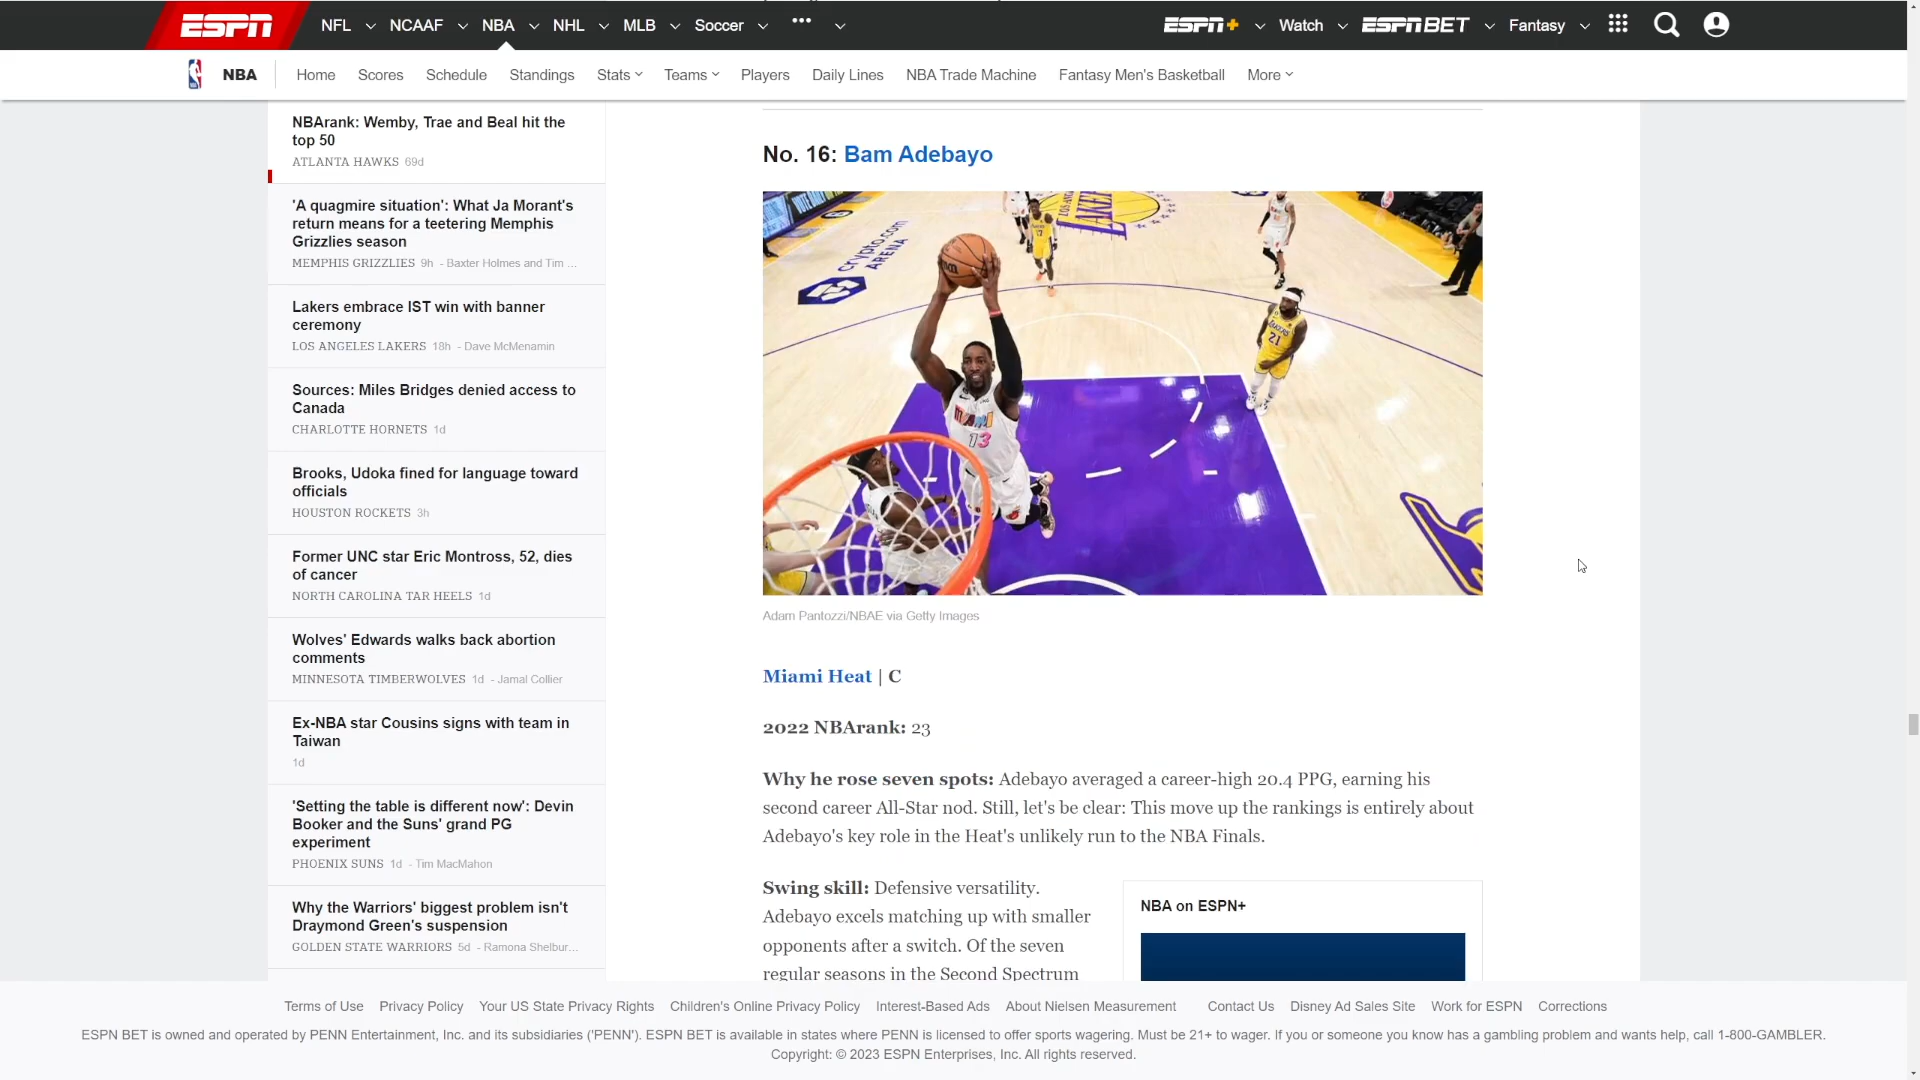 ESPN NFL NCAAF NBA NHL MLB Soccer ••• ESPN+ Watch ESPN BET Fantasy
NBA Home Scores Schedule Standings Stats Teams Players Daily Lines NBA Trade Machine Fantasy Men's Basketball More
NBArank: Wemby, Trae and Beal hit the
top 50
ATLANTA HAWKS 69d
'A quagmire situation': What Ja Morant's
return means for a teetering Memphis
Grizzlies season
MEMPHIS GRIZZLIES 9h - Baxter Holmes and Tim ...
Lakers embrace IST win with banner
ceremony
LOS ANGELES LAKERS 18h - Dave McMenamin
Sources: Miles Bridges denied access to
Canada
CHARLOTTE HORNETS 1d
Brooks, Udoka fined for language toward
officials
HOUSTON ROCKETS 3h
Former UNC star Eric Montross, 52, dies
of cancer
NORTH CAROLINA TAR HEELS 1d
Wolves' Edwards walks back abortion
comments
MINNESOTA TIMBERWOLVES 1d - Jamal Collier
Ex-NBA star Cousins signs with team in
Taiwan
1d
'Setting the table is different now': Devin
Booker and the Suns' grand PG
experiment
PHOENIX SUNS 1d - Tim MacMahon
Why the Warriors' biggest problem isn't
Draymond Green's suspension
GOLDEN STATE WARRIORS 5d - Ramona Shelbur...
No. 16: Bam Adebayo
crypto.com
ARENA
LOS ANGELES
LAKERS
17
LAKERS
21
MIAMI
13
Adam Pantozzi/NBAE via Getty Images
Miami Heat | C
2022 NBArank: 23
Why he rose seven spots: Adebayo averaged a career-high 20.4 PPG, earning his
second career All-Star nod. Still, let's be clear: This move up the rankings is entirely about
Adebayo's key role in the Heat's unlikely run to the NBA Finals.
Swing skill: Defensive versatility.
Adebayo excels matching up with smaller
opponents after a switch. Of the seven
regular seasons in the Second Spectrum
NBA on ESPN+
Terms of Use Privacy Policy Your US State Privacy Rights Children's Online Privacy Policy Interest-Based Ads About Nielsen Measurement Contact Us Disney Ad Sales Site Work for ESPN Corrections
ESPN BET is owned and operated by PENN Entertainment, Inc. and its subsidiaries ('PENN'). ESPN BET is available in states where PENN is licensed to offer sports wagering. Must be 21+ to wager. If you or someone you know has a gambling problem and wants help, call 1-800-GAMBLER.
Copyright: © 2023 ESPN Enterprises, Inc. All rights reserved.